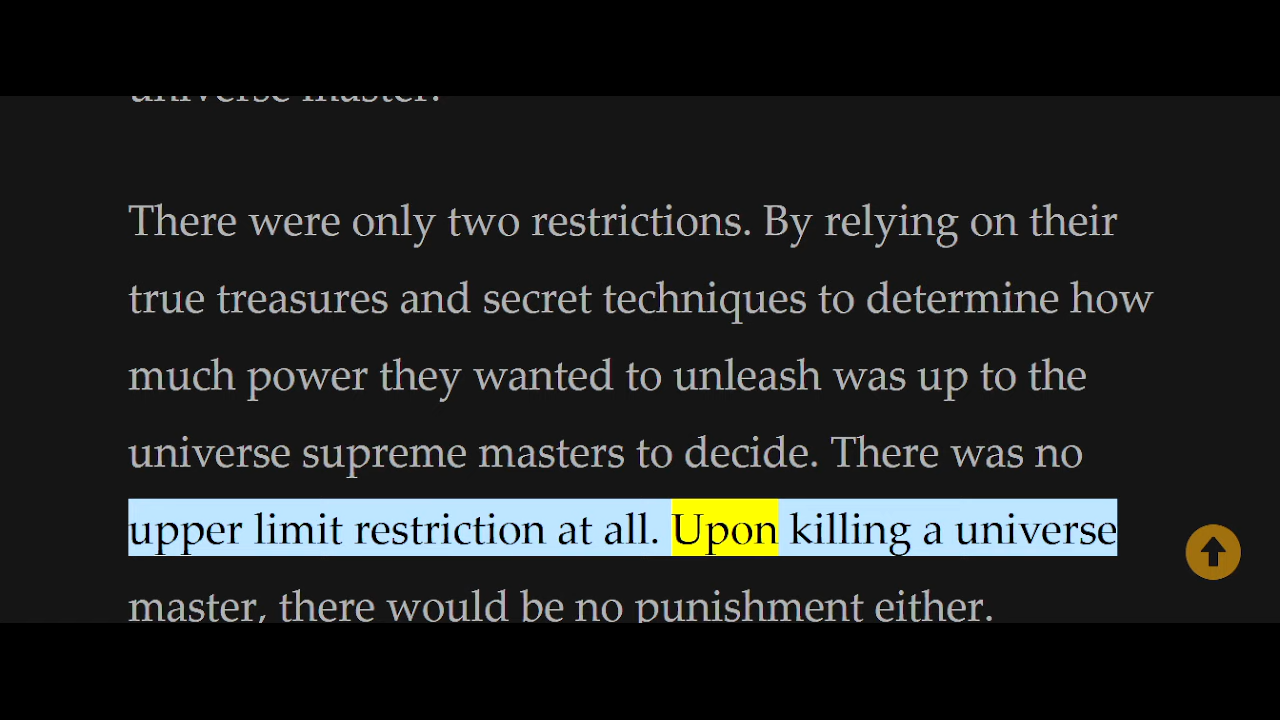 universe master.
There were only two restrictions. By relying on their
true treasures and secret techniques to determine how
much power they wanted to unleash was up to the
universe supreme masters to decide. There was no
upper limit restriction at all. Upon killing a universe
master, there would be no punishment either.